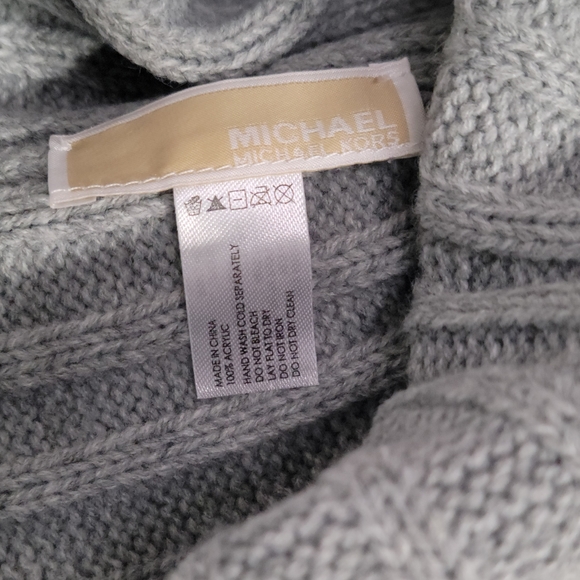 MICHAEL
MICHAEL KORS
MADE IN CHINA
100% ACRYLIC
HAND WASH COLD SEPARATELY
DO NOT BLEACH
LAY FLAT TO DRY
DO NOT IRON
DO NOT DRY CLEAN